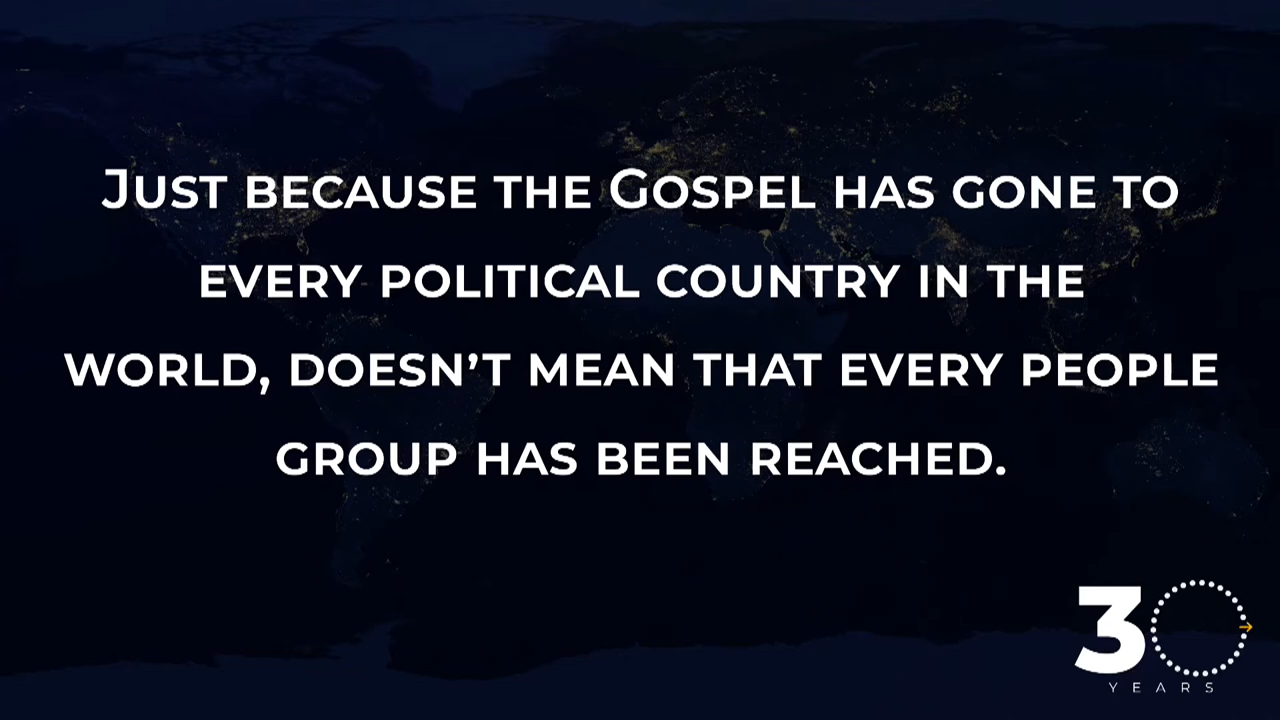 Just because the Gospel has gone to
every political country in the
world, doesn’t mean that every people
group has been reached.
30
YEARS